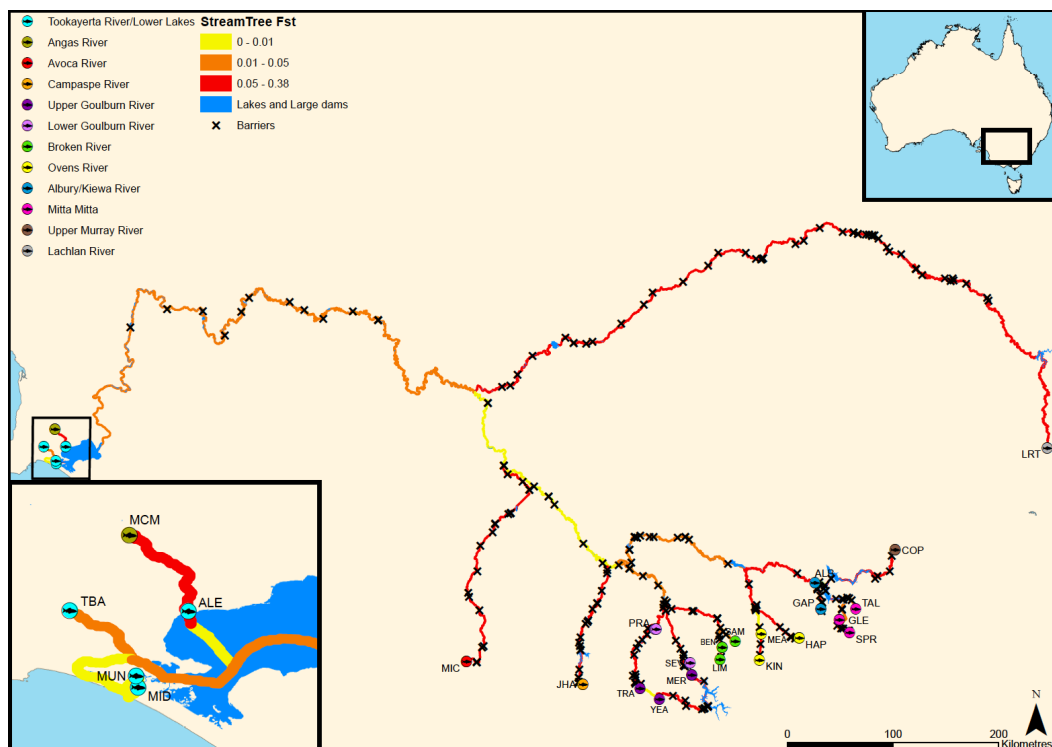 Tookayerta River/Lower Lakes
Angas River
Avoca River
Campaspe River
Upper Goulburn River
Lower Goulburn River
Broken River
Ovens River
Albury/Kiewa River
Mitta Mitta
Upper Murray River
Lachlan River
StreamTree Fst
0 - 0.01
0.01 - 0.05
0.05 - 0.38
Lakes and Large dams
Barriers
LRT
COP
ALB
GAP
TAL
GLE
SPR
PRA
SAM
BEN
MEA
HAP
SEV
LIM
KIN
MIC
MER
JHA
TRA
YEA
MCM
TBA
ALE
MUN
MID
N
0 100 200
Kilometres